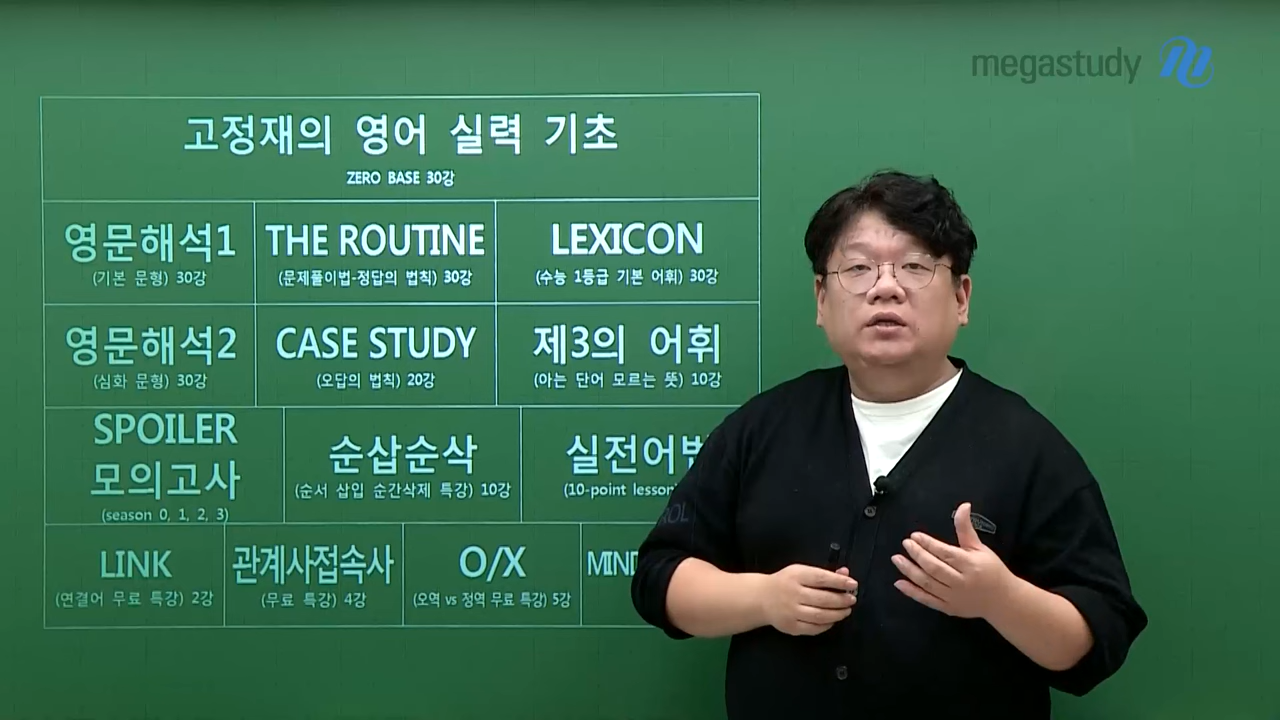 megastudy
고정재의 영어 실력 기초
ZERO BASE 30강
영문해석1
(기본 문형) 30강
THE ROUTINE
(문제풀이법-정답의 법칙) 30강
LEXICON
(수능 1등급 기본 어휘) 30강
영문해석2
(심화 문형) 30강
CASE STUDY
(오답의 법칙) 20강
제3의 어휘
(아는 단어 모르는 뜻) 10강
SPOILER
모의고사
(season 0, 1, 2, 3)
순삽순삭
(순서 삽입 순간삭제 특강) 10강
실전어법
(10-point lesson
LINK
(연결어 무료 특강) 2강
관계사접속사
(무료 특강) 4강
O/X
(오역 vs 정역 무료 특강) 5강
MIND